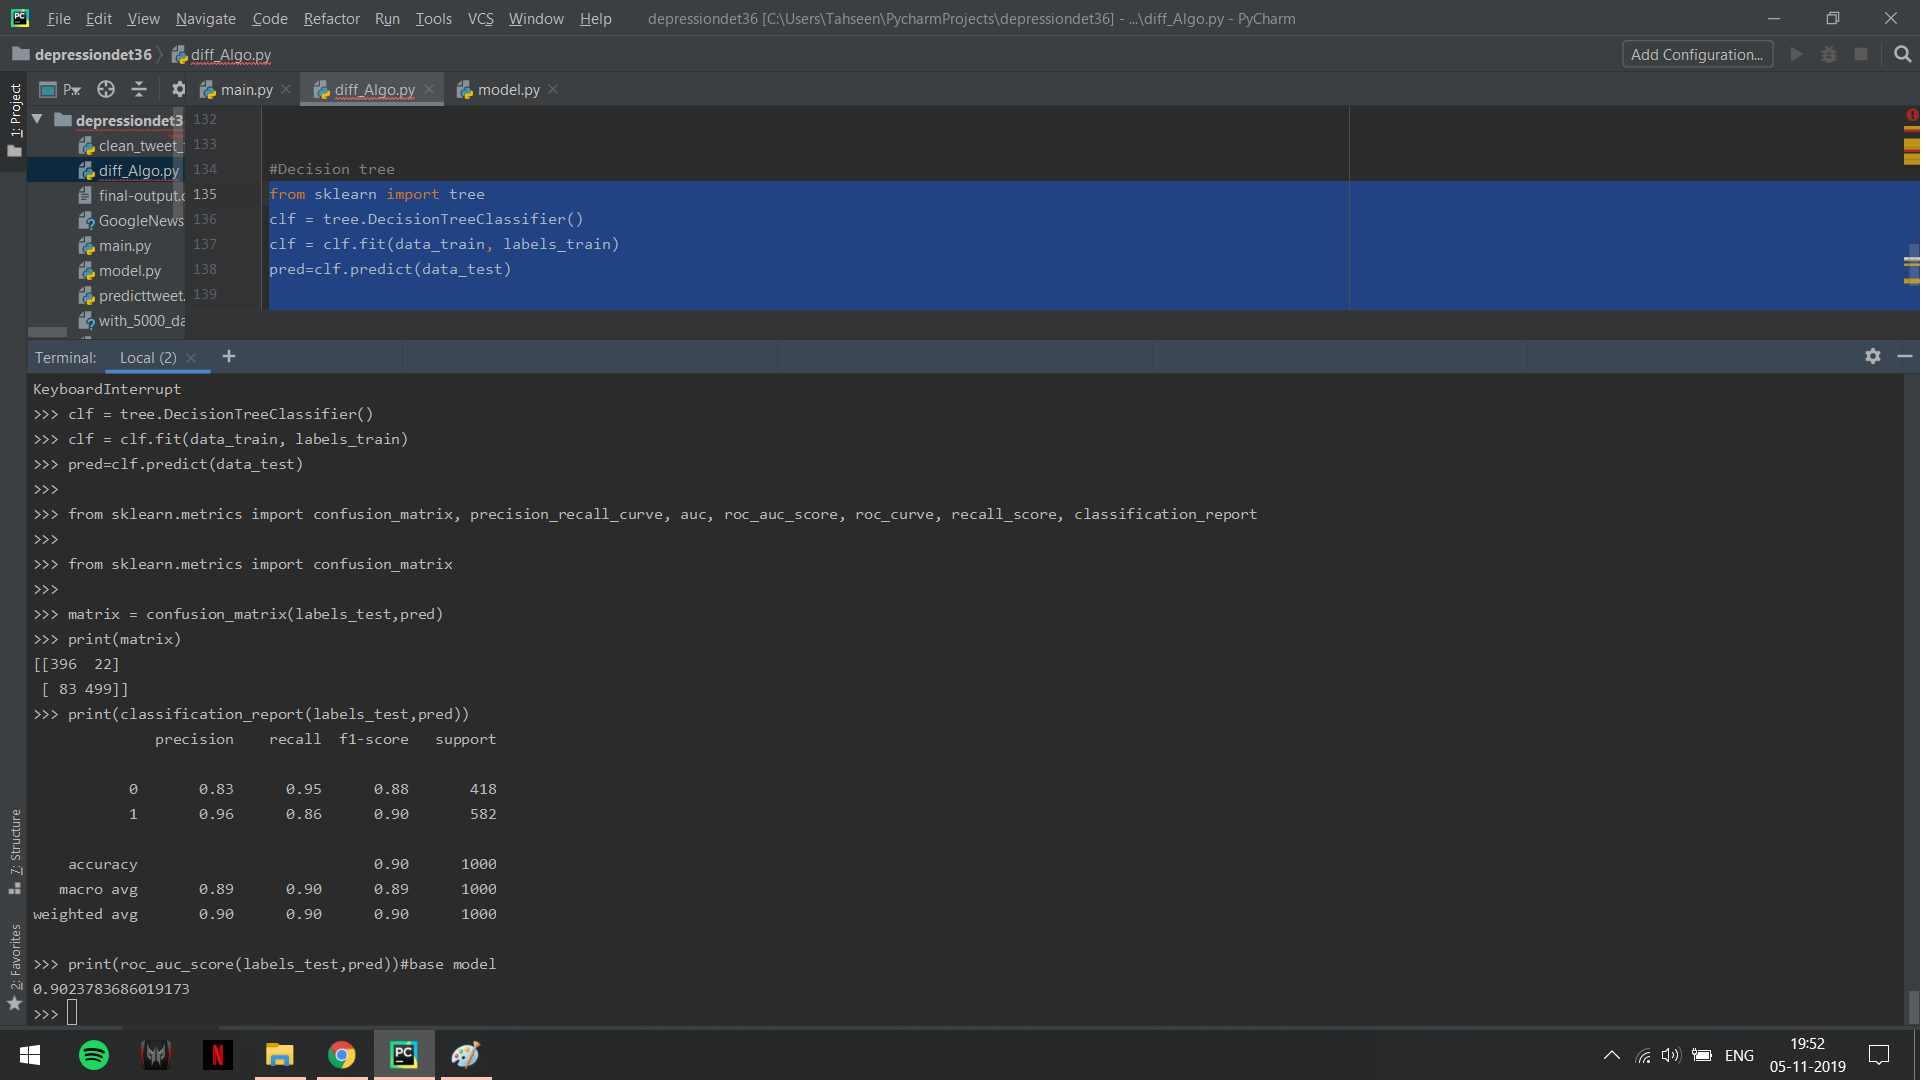 File Edit View Navigate Code Refactor Run Tools VCS Window Help depressiondet36 [C:\Users\Tahseen\PycharmProjects\depressiondet36] - ...\diff_Algo.py - PyCharm
depressiondet36 diff_Algo.py Add Configuration...
1: Project P main.py diff_Algo.py model.py
depressiondet3
clean_tweet_
diff_Algo.py
final-output.
GoogleNews
main.py
model.py
predicttweet.
with_5000_da
132
133
134 #Decision tree
135 from sklearn import tree
136 clf = tree.DecisionTreeClassifier()
137 clf = clf.fit(data_train, labels_train)
138 pred=clf.predict(data_test)
139
Terminal: Local (2) +
KeyboardInterrupt
>>> clf = tree.DecisionTreeClassifier()
>>> clf = clf.fit(data_train, labels_train)
>>> pred=clf.predict(data_test)
>>>
>>> from sklearn.metrics import confusion_matrix, precision_recall_curve, auc, roc_auc_score, roc_curve, recall_score, classification_report
>>>
>>> from sklearn.metrics import confusion_matrix
>>>
>>> matrix = confusion_matrix(labels_test,pred)
>>> print(matrix)
[[396  22]
 [ 83 499]]
>>> print(classification_report(labels_test,pred))
precision recall f1-score support
0 0.83 0.95 0.88 418
1 0.96 0.86 0.90 582
accuracy 0.90 1000
macro avg 0.89 0.90 0.89 1000
weighted avg 0.90 0.90 0.90 1000
>>> print(roc_auc_score(labels_test,pred))#base model
0.9023783686019173
>>>
7: Structure
2: Favorites
PC
N
ENG
19:52
05-11-2019